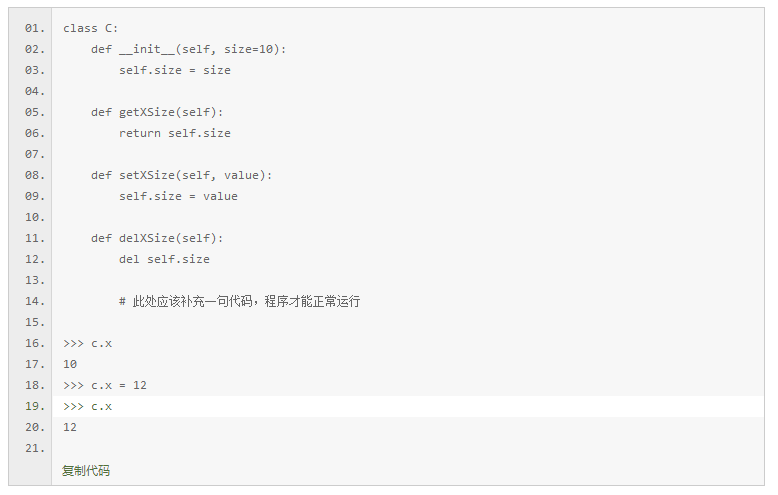 01. class C:
02.     def __init__(self, size=10):
03.         self.size = size
04.
05.     def getXSize(self):
06.         return self.size
07.
08.     def setXSize(self, value):
09.         self.size = value
10.
11.     def delXSize(self):
12.         del self.size
13.
14.         # 此处应该补充一句代码，程序才能正常运行
15.
16. >>> c.x
17. 10
18. >>> c.x = 12
19. >>> c.x
20. 12
21.
复制代码